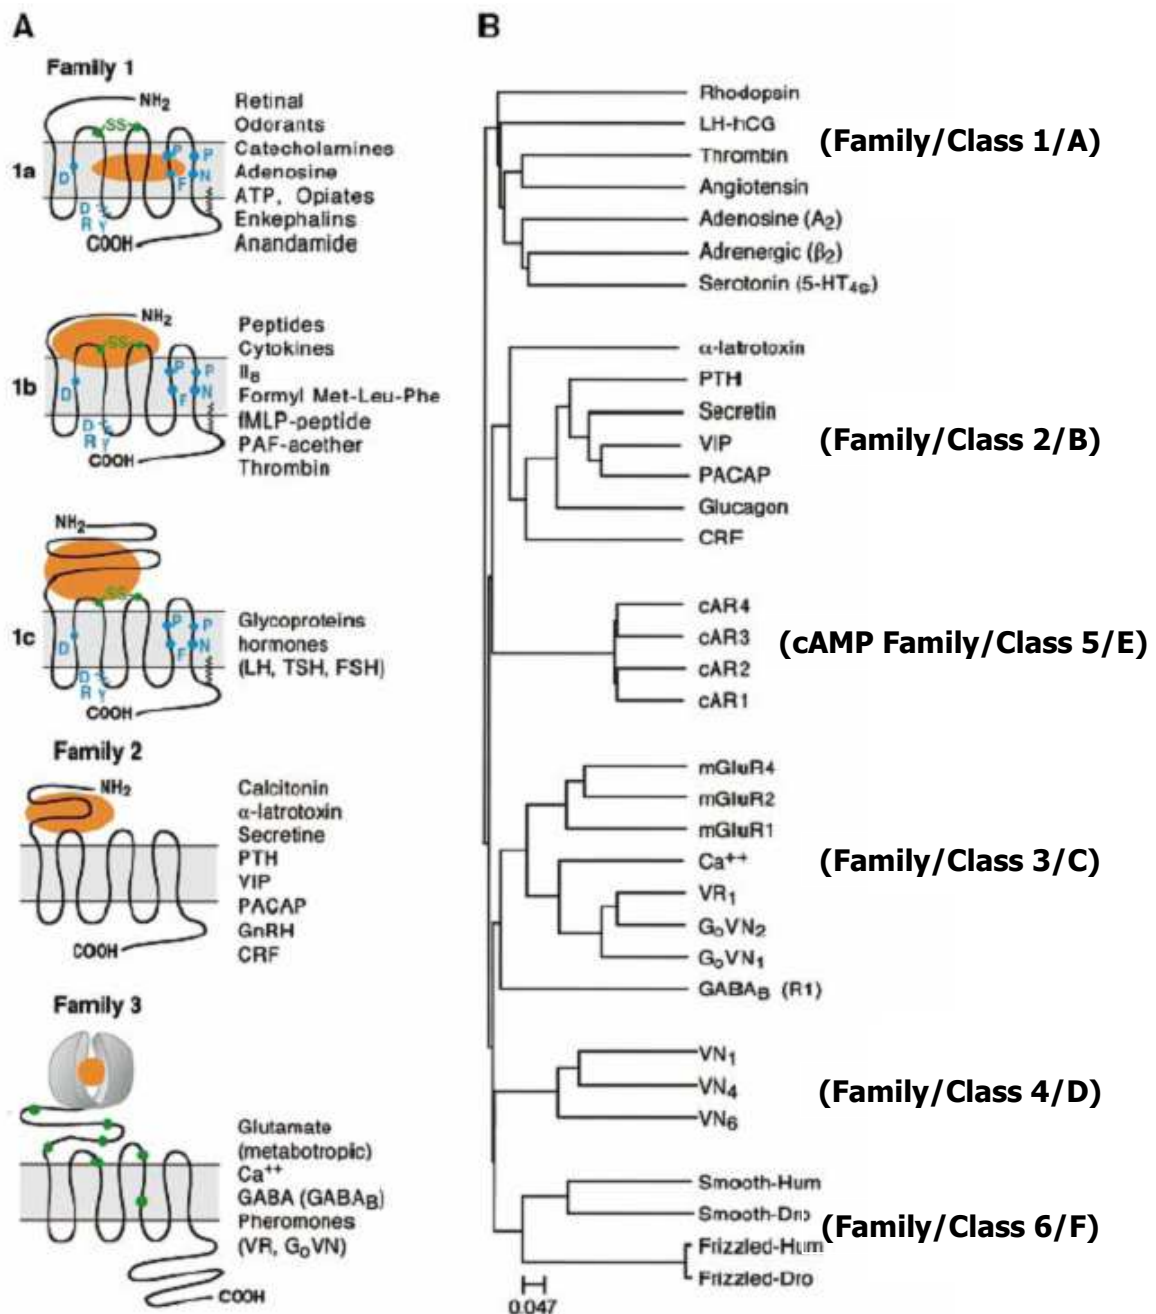 A
Family 1
NH2
SS
P
P
1a
D
F
N
D
R
Y
COOH
Retinal
Odorants
Catecholamines
Adenosine
ATP, Opiates
Enkephalins
Anandamide
NH2
SS
P
P
1b
D
F
N
D
R
Y
COOH
Peptides
Cytokines
Il8
Formyl Met-Leu-Phe
fMLP-peptide
PAF-acether
Thrombin
NH2
SS
P
P
1c
D
F
N
D
R
Y
COOH
Glycoproteins
hormones
(LH, TSH, FSH)
Family 2
NH2
COOH
Calcitonin
α-latrotoxin
Secretine
PTH
VIP
PACAP
GnRH
CRF
Family 3
Glutamate
(metabotropic)
Ca++
GABA (GABAB)
Pheromones
(VR, GoVN)
COOH
B
Rhodopsin
LH-hCG
Thrombin
Angiotensin
Adenosine (A2)
Adrenergic (β2)
Serotonin (5-HT4s)
(Family/Class 1/A)
α-latrotoxin
PTH
Secretin
VIP
PACAP
Glucagon
CRF
(Family/Class 2/B)
cAR4
cAR3
cAR2
cAR1
(cAMP Family/Class 5/E)
mGluR4
mGluR2
mGluR1
Ca++
VR1
GoVN2
GoVN1
GABAB (R1)
(Family/Class 3/C)
VN1
VN4
VN6
(Family/Class 4/D)
Smooth-Hum
Smooth-Dro
Frizzled-Hum
Frizzled-Dro
(Family/Class 6/F)
0.047